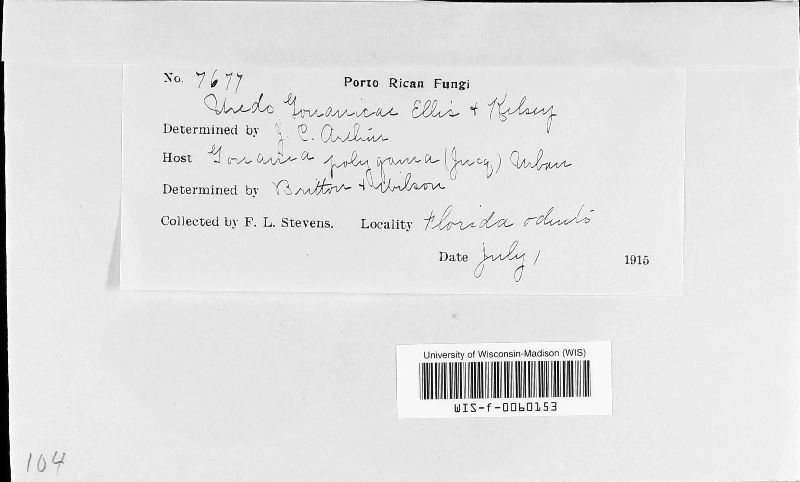 No. 7677 Porto Rican Fungi
Uredo Gouaniae Ellis & Kelsey
Determined by J. C. Arthur
Host Gouania polygama (Jacq) Urban
Determined by Britton & Wilson
Collected by F. L. Stevens. Locality Florida
Date July 1 1915
University of Wisconsin-Madison (WIS)
WIS-f-0060153
104